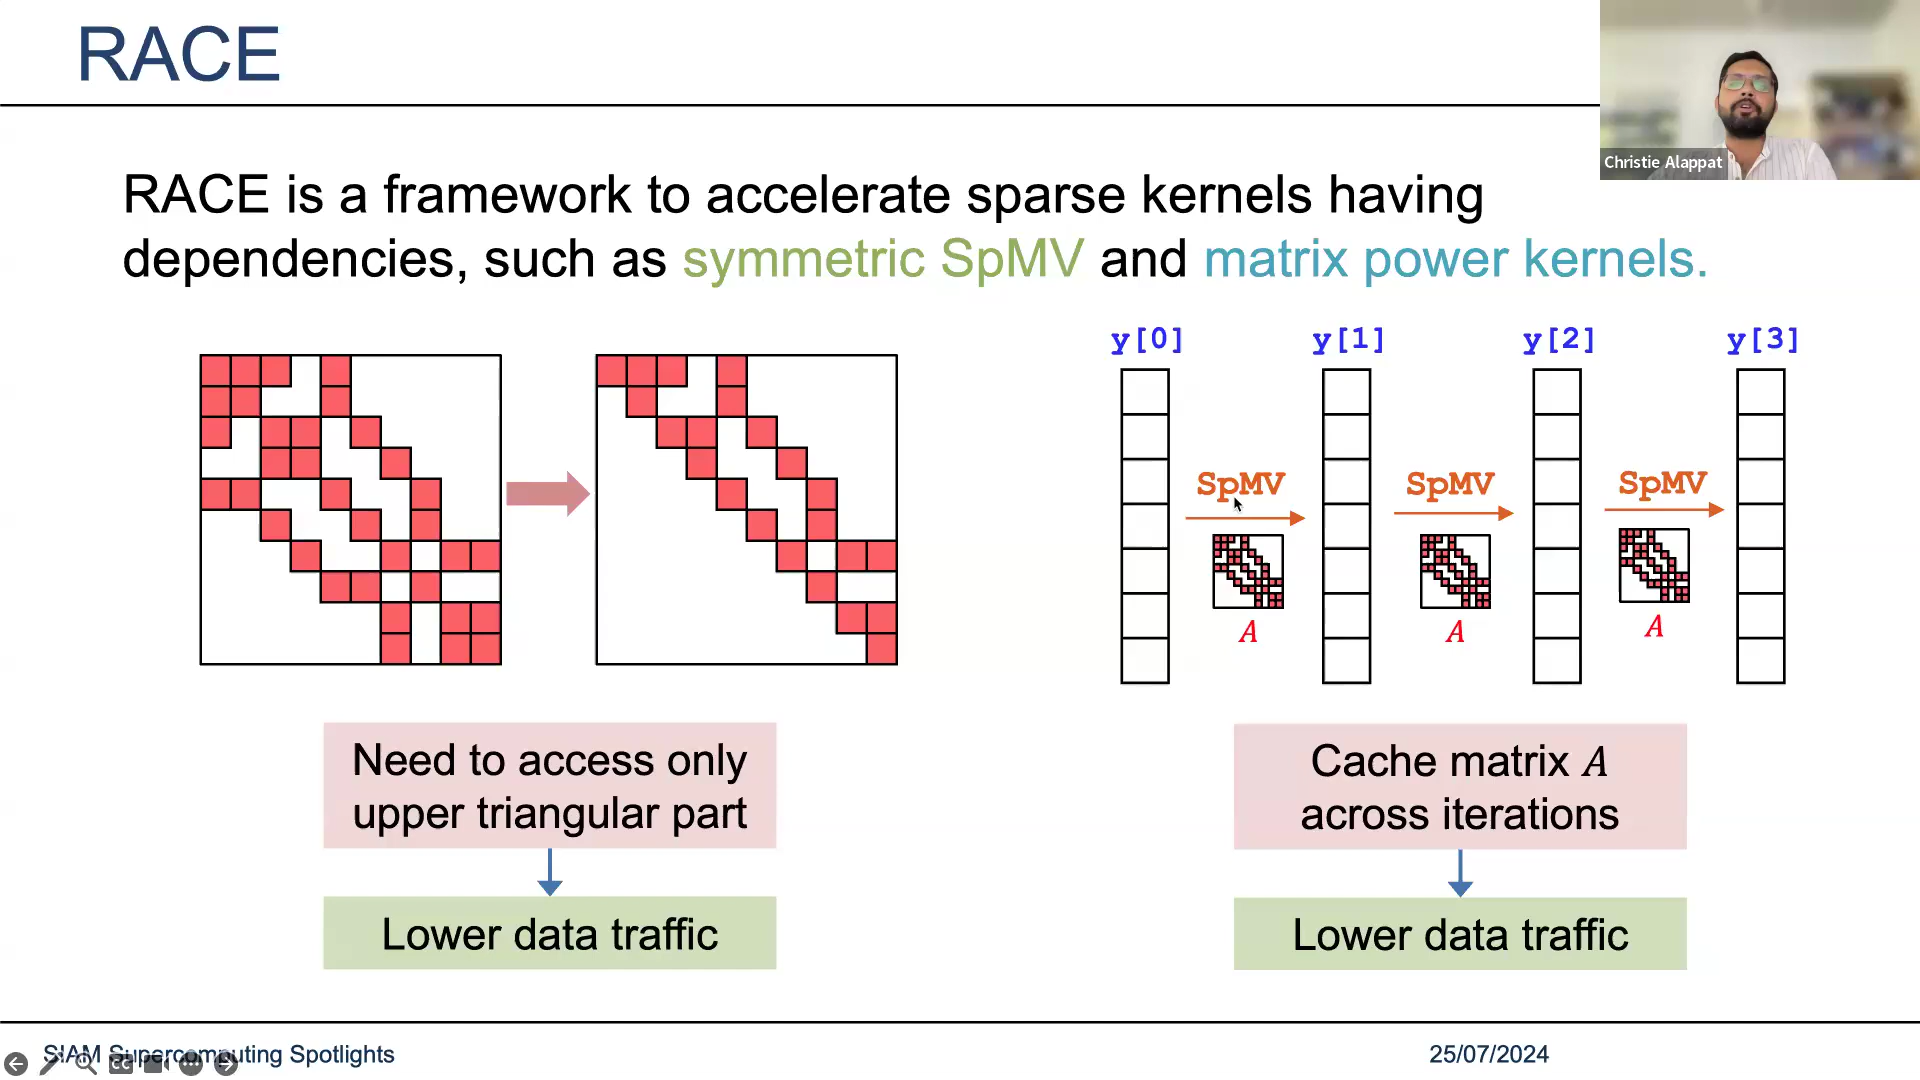 RACE
Christie Alappat
RACE is a framework to accelerate sparse kernels having
dependencies, such as symmetric SpMV and matrix power kernels.
y[0] y[1] y[2] y[3]
SpMV SpMV SpMV
A A A
Need to access only
upper triangular part
Lower data traffic
Cache matrix A
across iterations
Lower data traffic
SIAM Supercomputing Spotlights
CC
25/07/2024